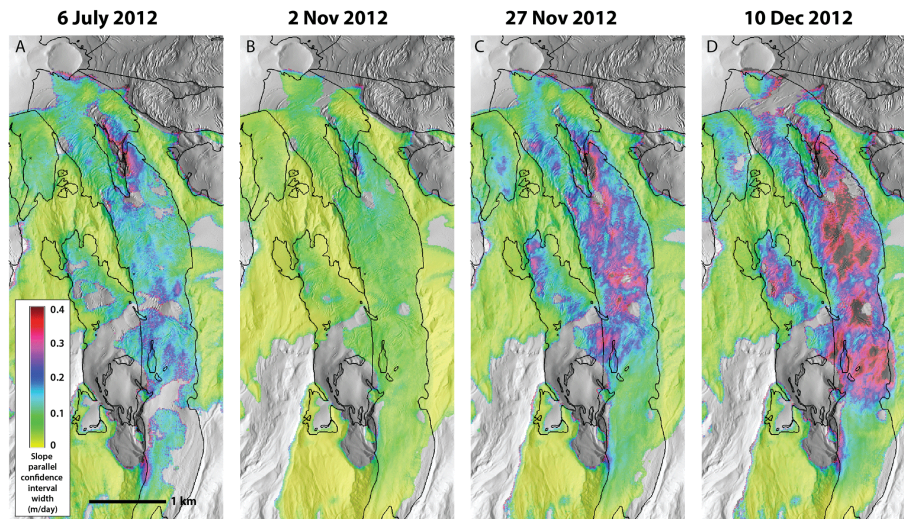 6 July 2012
2 Nov 2012
27 Nov 2012
10 Dec 2012
A
B
C
D
0.4
0.3
0.2
0.1
0
Slope
parallel
confidence
interval
width
(m/day)
1 km